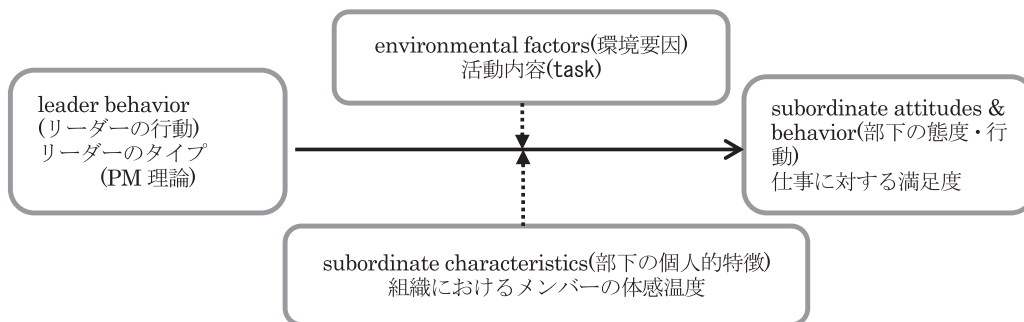 environmental factors(環境要因)
活動内容(task)
leader behavior
(リーダーの行動)
リーダーのタイプ
(PM 理論)
subordinate attitudes &
behavior(部下の態度・行
動)
仕事に対する満足度
subordinate characteristics(部下の個人的特徴)
組織におけるメンバーの体感温度